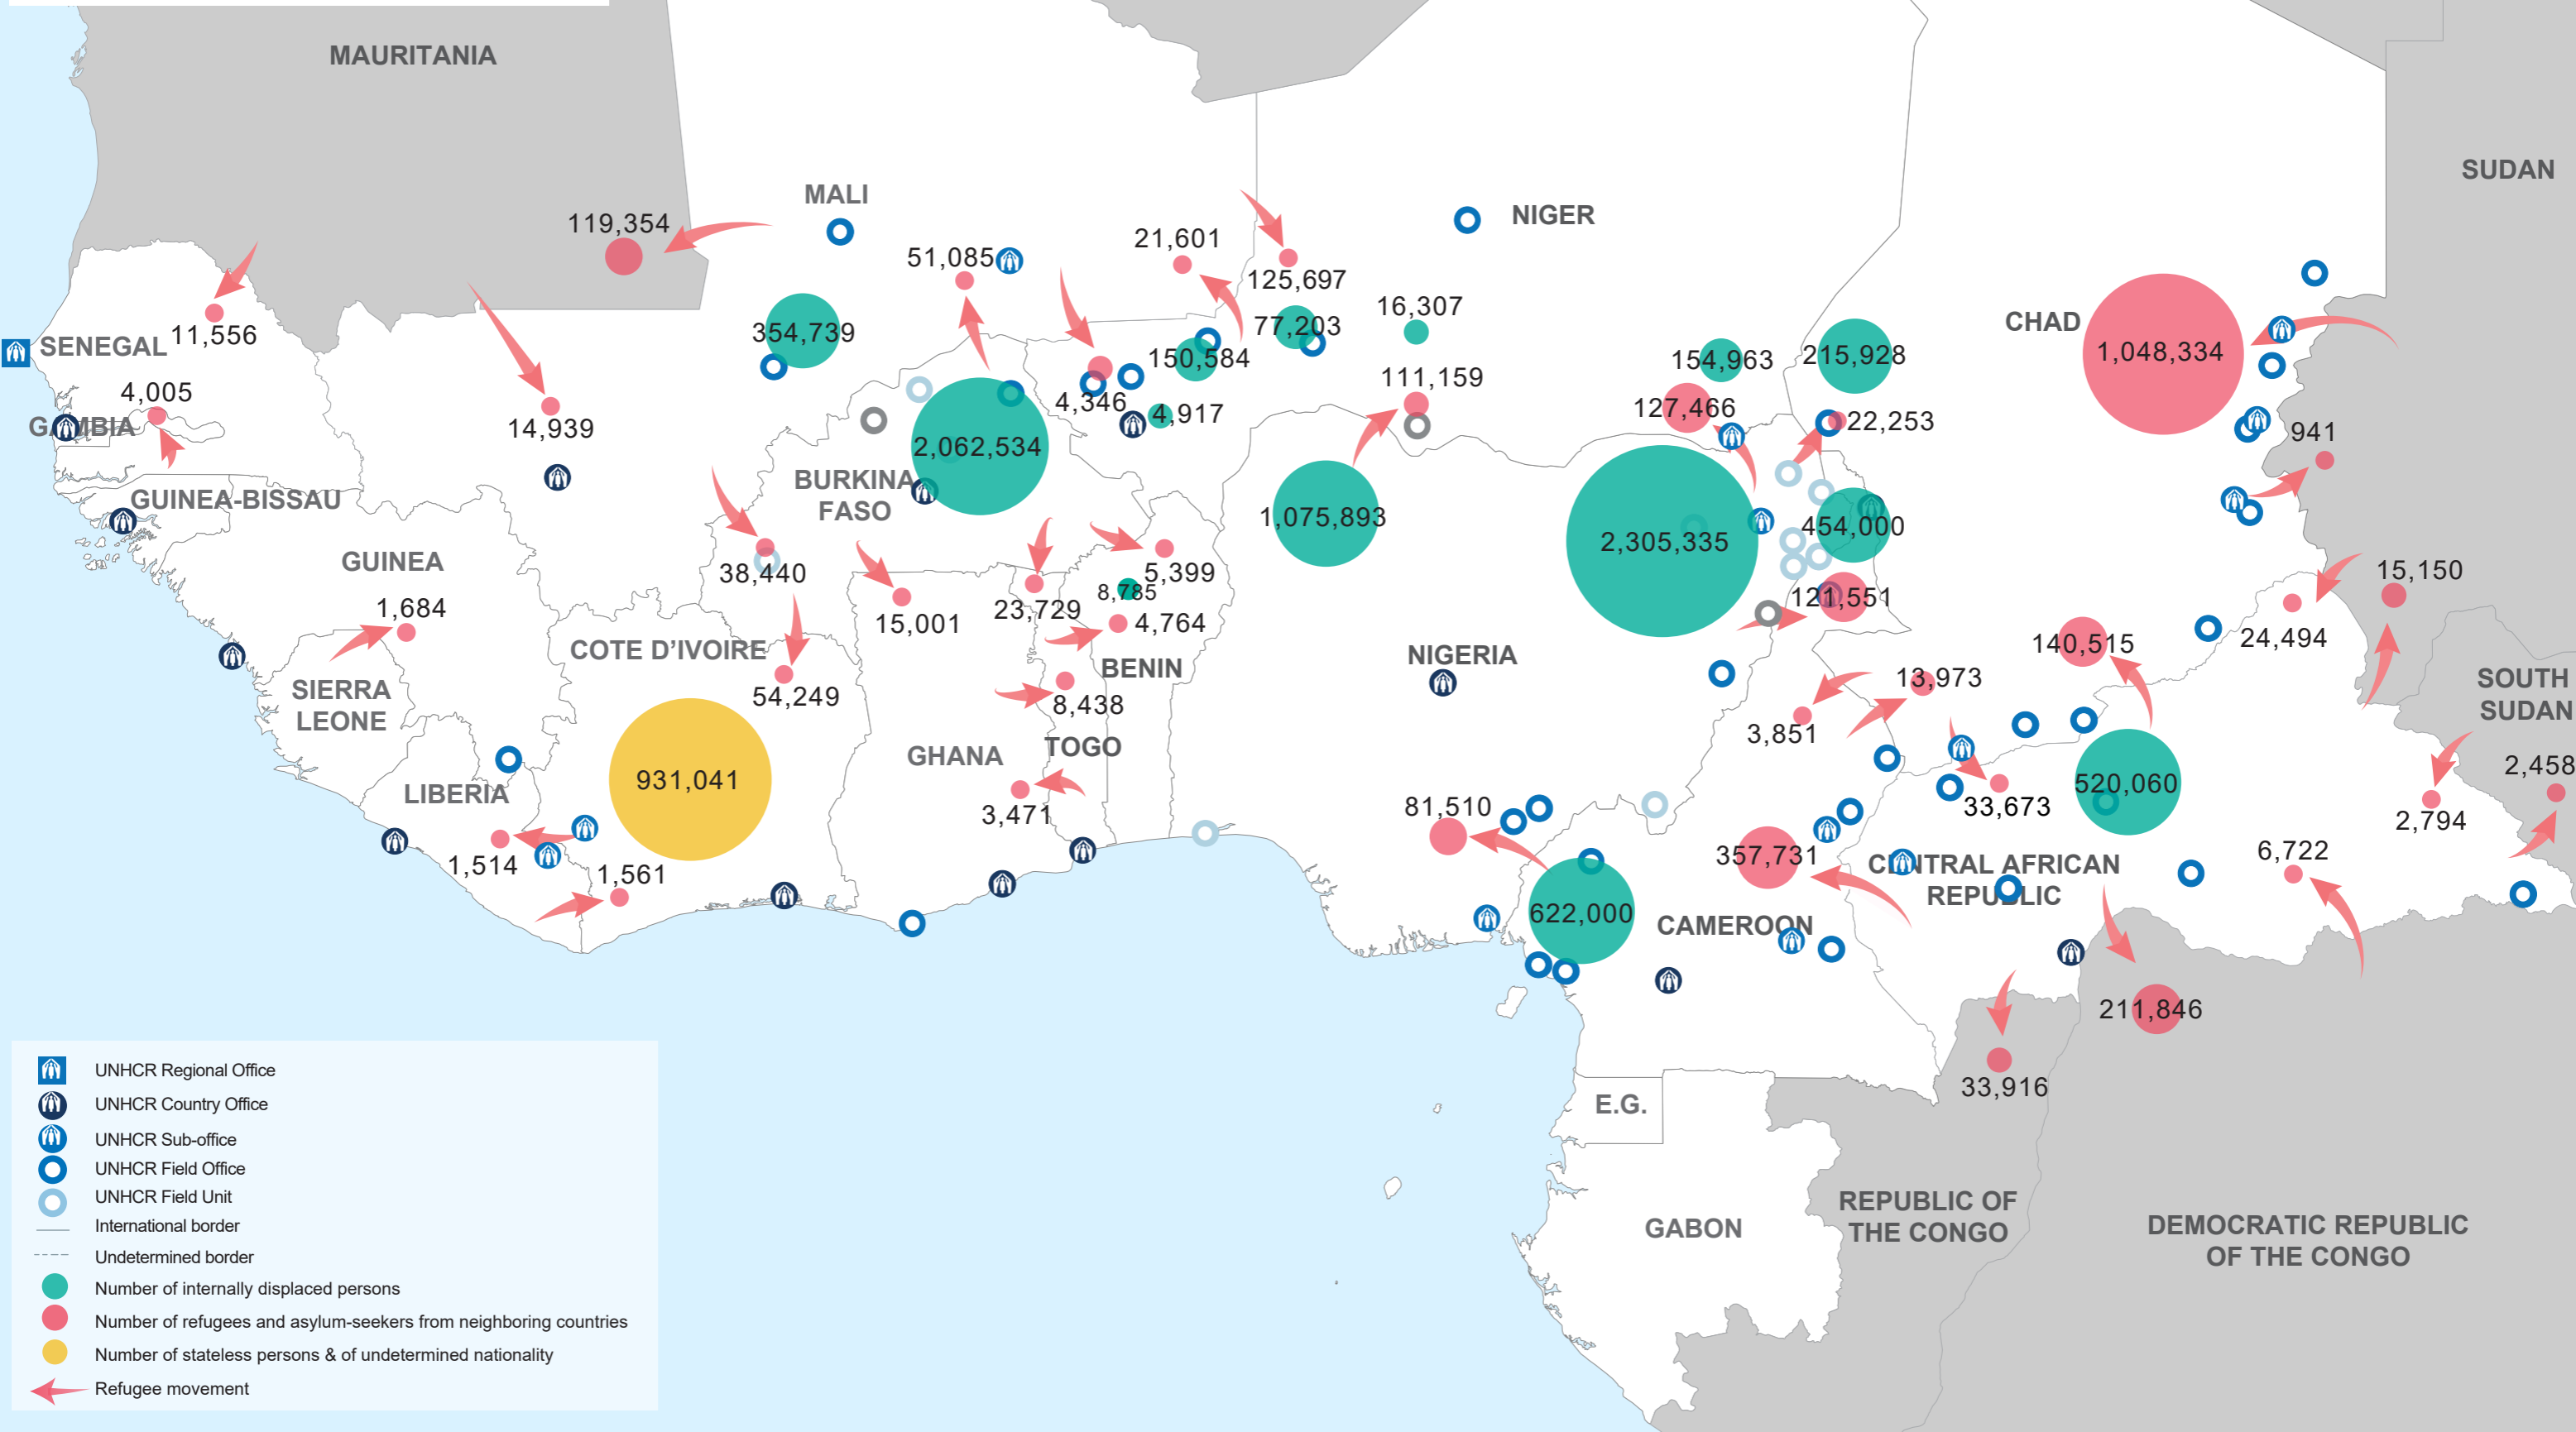 MAURITANIA
SUDAN
MALI
NIGER
119,354
51,085
21,601
125,697
16,307
11,556
SENEGAL
354,739
77,203
150,584
154,963
215,928
CHAD
1,048,334
4,005
GAMBIA
14,939
4,346
4,917
111,159
127,466
22,253
941
2,062,534
BURKINA
FASO
GUINEA-BISSAU
1,075,893
2,305,335
454,000
GUINEA
38,440
5,399
8,785
15,150
1,684
15,001
23,729
4,764
121,551
24,494
COTE D'IVOIRE
BENIN
NIGERIA
140,515
SIERRA
LEONE
54,249
8,438
13,973
3,851
SOUTH
SUDAN
TOGO
GHANA
931,041
LIBERIA
3,471
81,510
33,673
520,060
2,458
2,794
1,514
1,561
357,731
CENTRAL AFRICAN
REPUBLIC
6,722
622,000
CAMEROON
211,846
33,916
E.G.
GABON
REPUBLIC OF
THE CONGO
DEMOCRATIC REPUBLIC
OF THE CONGO
UNHCR Regional Office
UNHCR Country Office
UNHCR Sub-office
UNHCR Field Office
UNHCR Field Unit
International border
Undetermined border
Number of internally displaced persons
Number of refugees and asylum-seekers from neighboring countries
Number of stateless persons & of undetermined nationality
Refugee movement